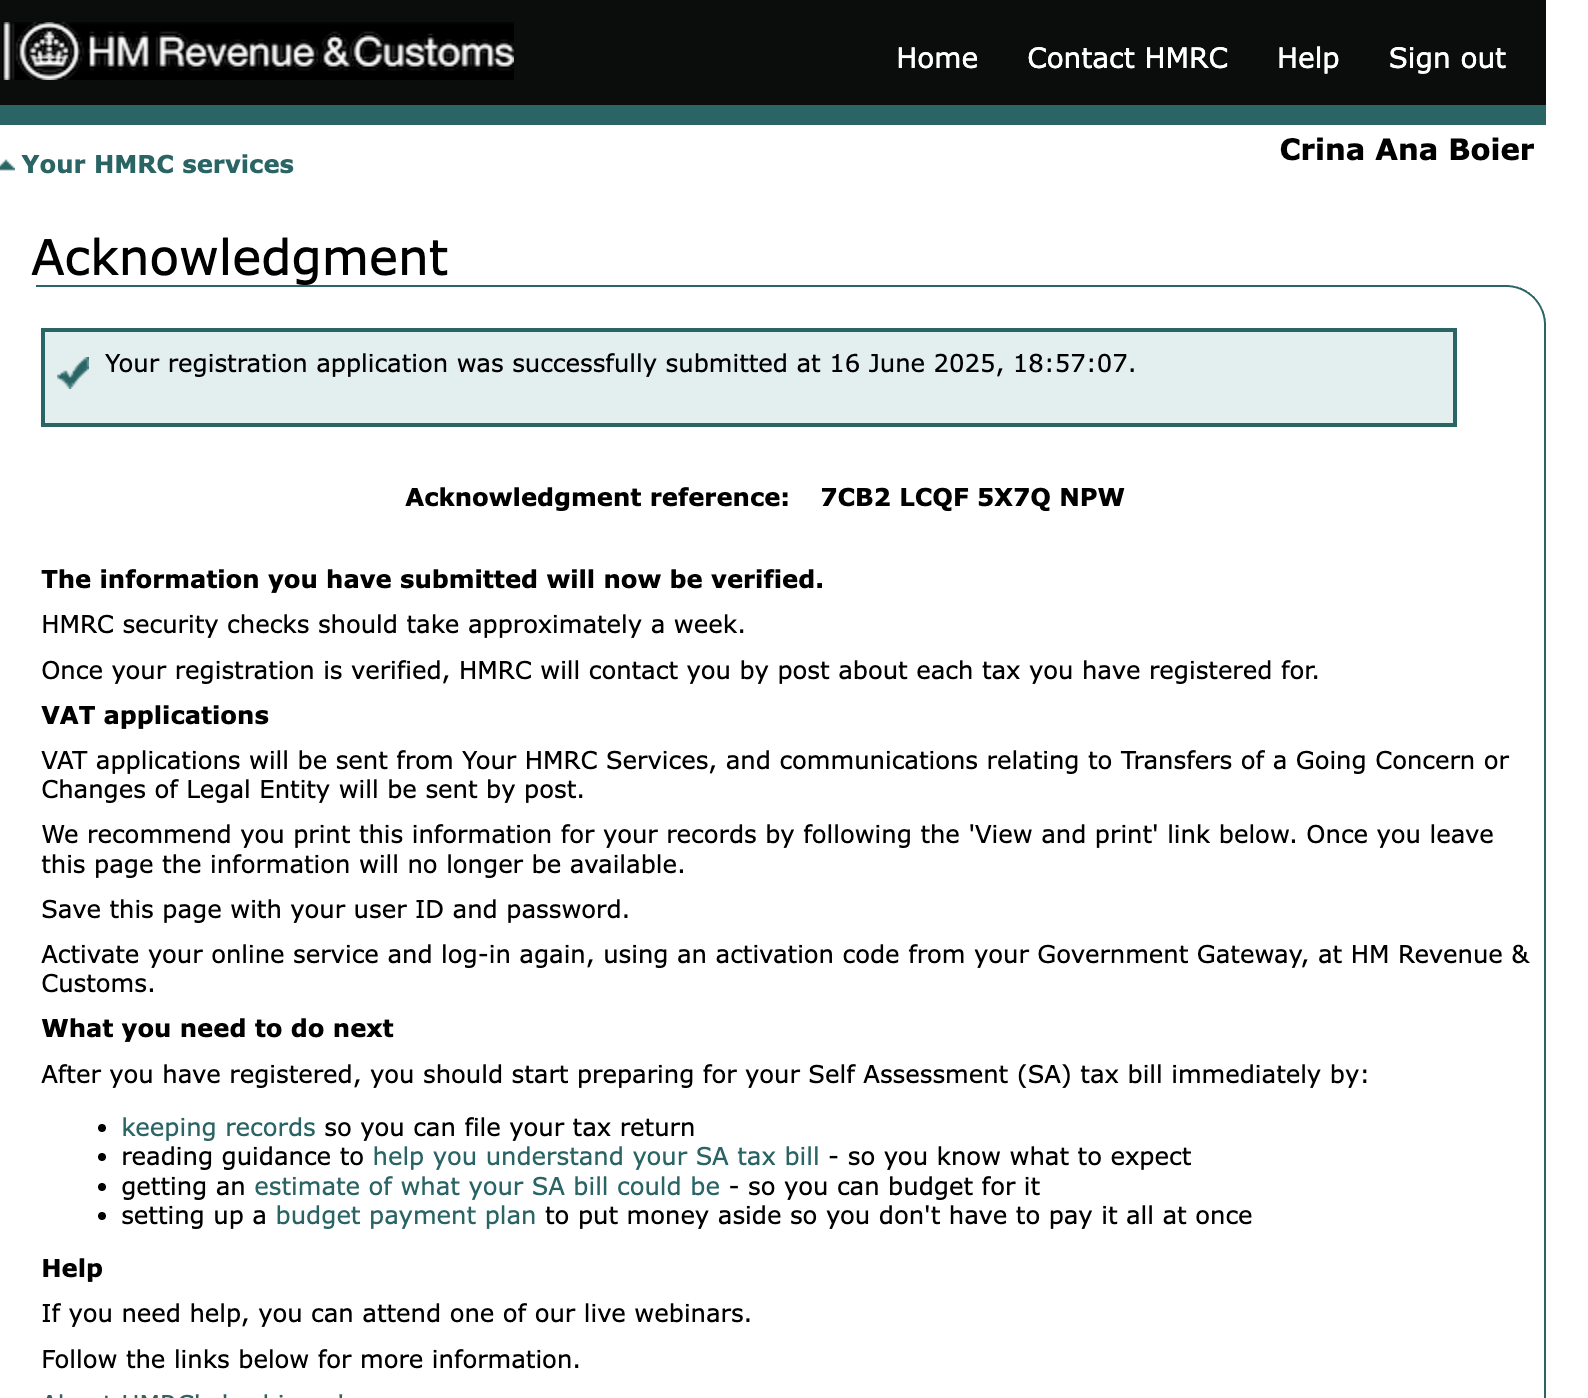 HM Revenue & Customs
Home Contact HMRC Help Sign out
Crina Ana Boier
Your HMRC services
Acknowledgment
Your registration application was successfully submitted at 16 June 2025, 18:57:07.
Acknowledgment reference: 7CB2 LCQF 5X7Q NPW
The information you have submitted will now be verified.
HMRC security checks should take approximately a week.
Once your registration is verified, HMRC will contact you by post about each tax you have registered for.
VAT applications
VAT applications will be sent from Your HMRC Services, and communications relating to Transfers of a Going Concern or
Changes of Legal Entity will be sent by post.
We recommend you print this information for your records by following the 'View and print' link below. Once you leave
this page the information will no longer be available.
Save this page with your user ID and password.
Activate your online service and log-in again, using an activation code from your Government Gateway, at HM Revenue &
Customs.
What you need to do next
After you have registered, you should start preparing for your Self Assessment (SA) tax bill immediately by:
• keeping records so you can file your tax return
• reading guidance to help you understand your SA tax bill - so you know what to expect
• getting an estimate of what your SA bill could be - so you can budget for it
• setting up a budget payment plan to put money aside so you don't have to pay it all at once
Help
If you need help, you can attend one of our live webinars.
Follow the links below for more information.